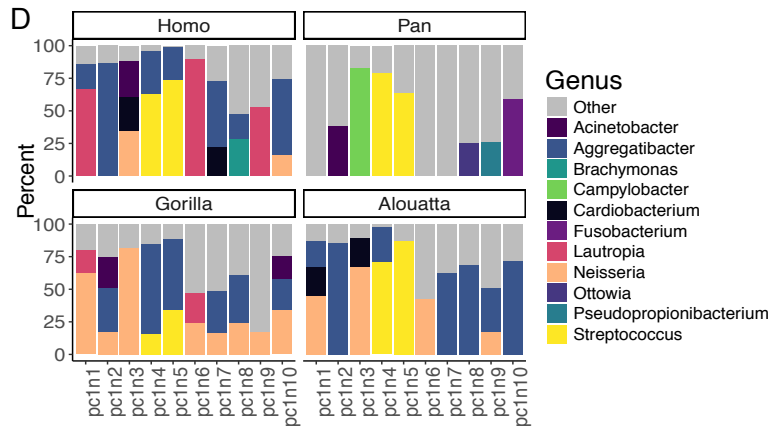 D
Homo Pan
Percent
100
75
50
25
0
Gorilla Alouatta
100
75
50
25
0
pc1n1 pc1n2 pc1n3 pc1n4 pc1n5 pc1n6 pc1n7 pc1n8 pc1n9 pc1n10
pc1n1 pc1n2 pc1n3 pc1n4 pc1n5 pc1n6 pc1n7 pc1n8 pc1n9 pc1n10
Genus
Other
Acinetobacter
Aggregatibacter
Brachymonas
Campylobacter
Cardiobacterium
Fusobacterium
Lautropia
Neisseria
Ottowia
Pseudopropionibacterium
Streptococcus